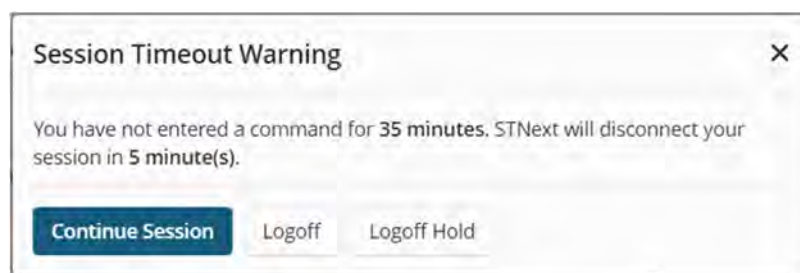 Session Timeout Warning
You have not entered a command for 35 minutes. STNext will disconnect your
session in 5 minute(s).
Continue Session Logoff Logoff Hold